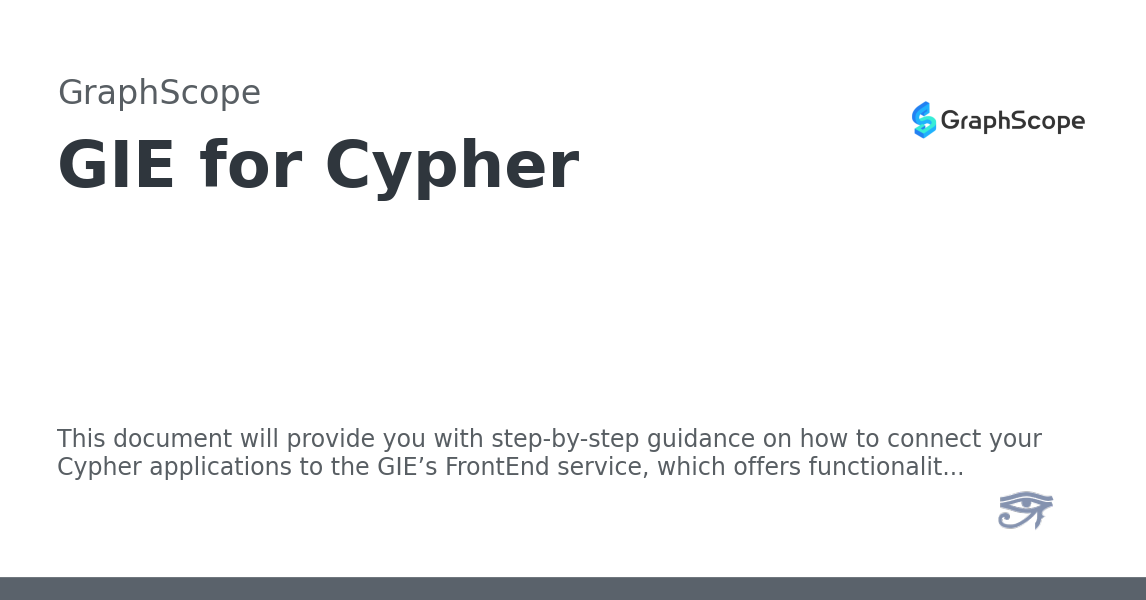 GraphScope
GraphScope
GIE for Cypher
This document will provide you with step-by-step guidance on how to connect your
Cypher applications to the GIE’s FrontEnd service, which offers functionalit...